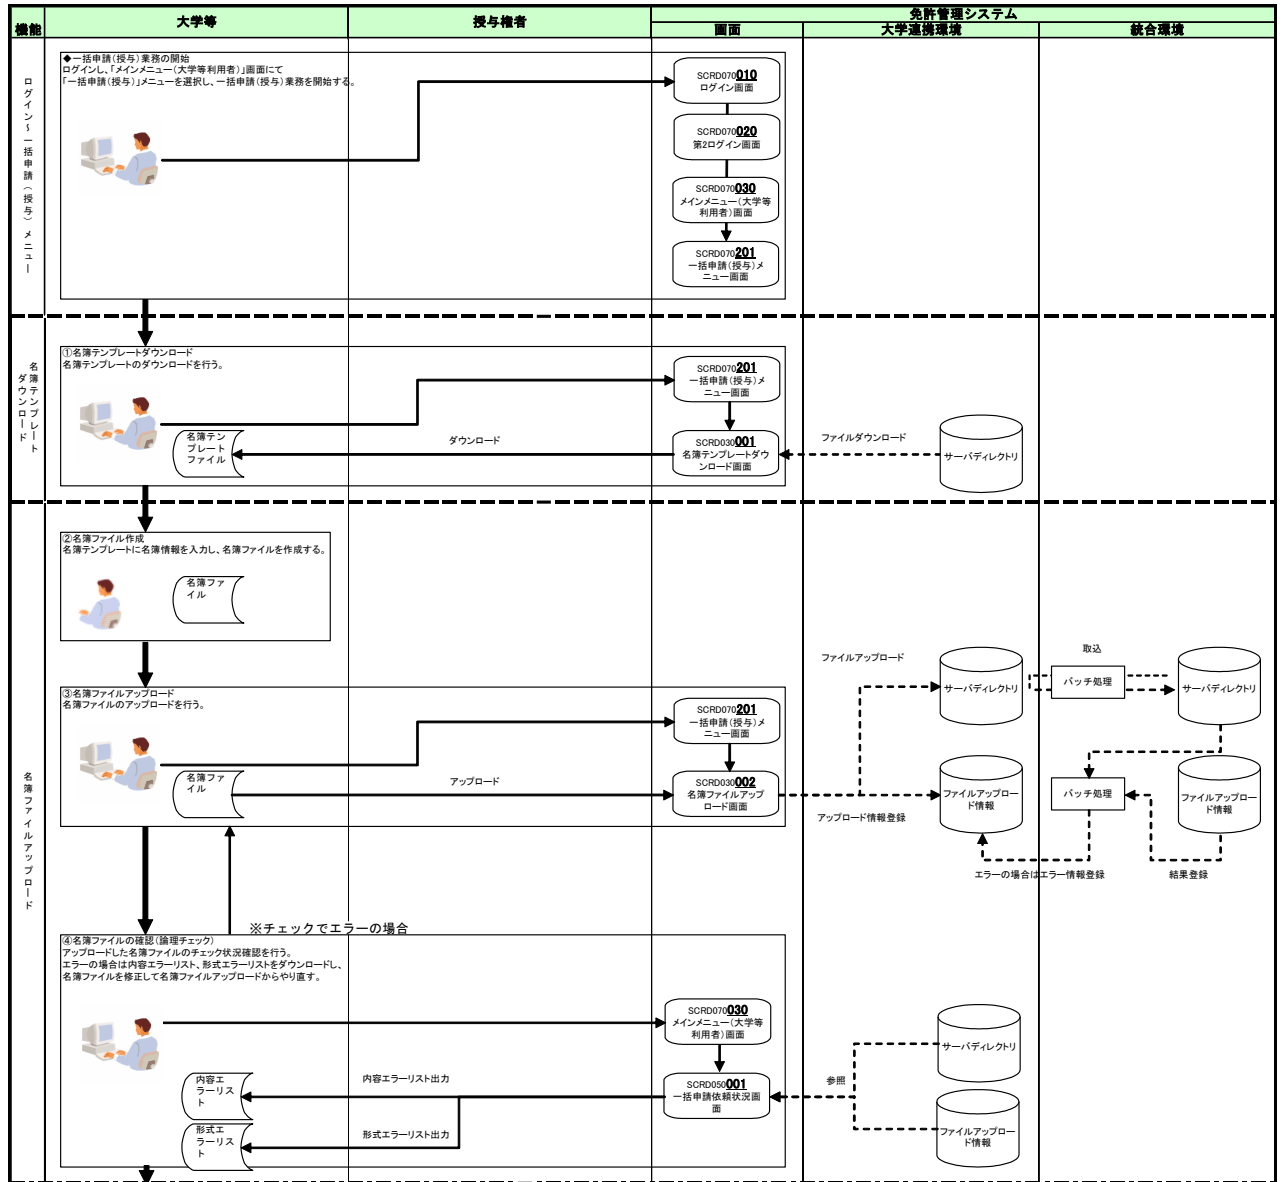 機能
大学等
授与権者
免許管理システム
画面
大学連携環境
統合環境
ログイン～一括申請（授与）メニュー
◆一括申請（授与）業務の開始
ログインし、「メインメニュー（大学等利用者）」画面にて
「一括申請（授与）」メニューを選択し、一括申請（授与）業務を開始する。
SCRD070010
ログイン画面
SCRD070020
第2ログイン画面
SCRD070030
メインメニュー（大学等
利用者）画面
SCRD070201
一括申請（授与）メ
ニュー画面
名簿テンプレート
ダウンロード
①名簿テンプレートダウンロード
名簿テンプレートのダウンロードを行う。
名簿テン
プレート
ファイル
ダウンロード
SCRD070201
一括申請（授与）メ
ニュー画面
SCRD030001
名簿テンプレートダウ
ンロード画面
ファイルダウンロード
サーバディレクトリ
名簿ファイルアップロード
②名簿ファイル作成
名簿テンプレートに名簿情報を入力し、名簿ファイルを作成する。
名簿ファ
イル
③名簿ファイルアップロード
名簿ファイルのアップロードを行う。
名簿ファ
イル
アップロード
SCRD070201
一括申請（授与）メ
ニュー画面
SCRD030002
名簿ファイルアップ
ロード画面
ファイルアップロード
サーバディレクトリ
アップロード情報登録
ファイルアップロー
ド情報
取込
バッチ処理
サーバディレクトリ
バッチ処理
ファイルアップロー
ド情報
エラーの場合はエラー情報登録
結果登録
※チェックでエラーの場合
④名簿ファイルの確認（論理チェック）
アップロードした名簿ファイルのチェック状況確認を行う。
エラーの場合は内容エラーリスト、形式エラーリストをダウンロードし、
名簿ファイルを修正して名簿ファイルアップロードからやり直す。
内容エ
ラーリス
ト
内容エラーリスト出力
形式エ
ラーリス
ト
形式エラーリスト出力
SCRD070030
メインメニュー（大学等
利用者）画面
SCRD050001
一括申請依頼状況画
面
参照
サーバディレクトリ
ファイルアップロー
ド情報